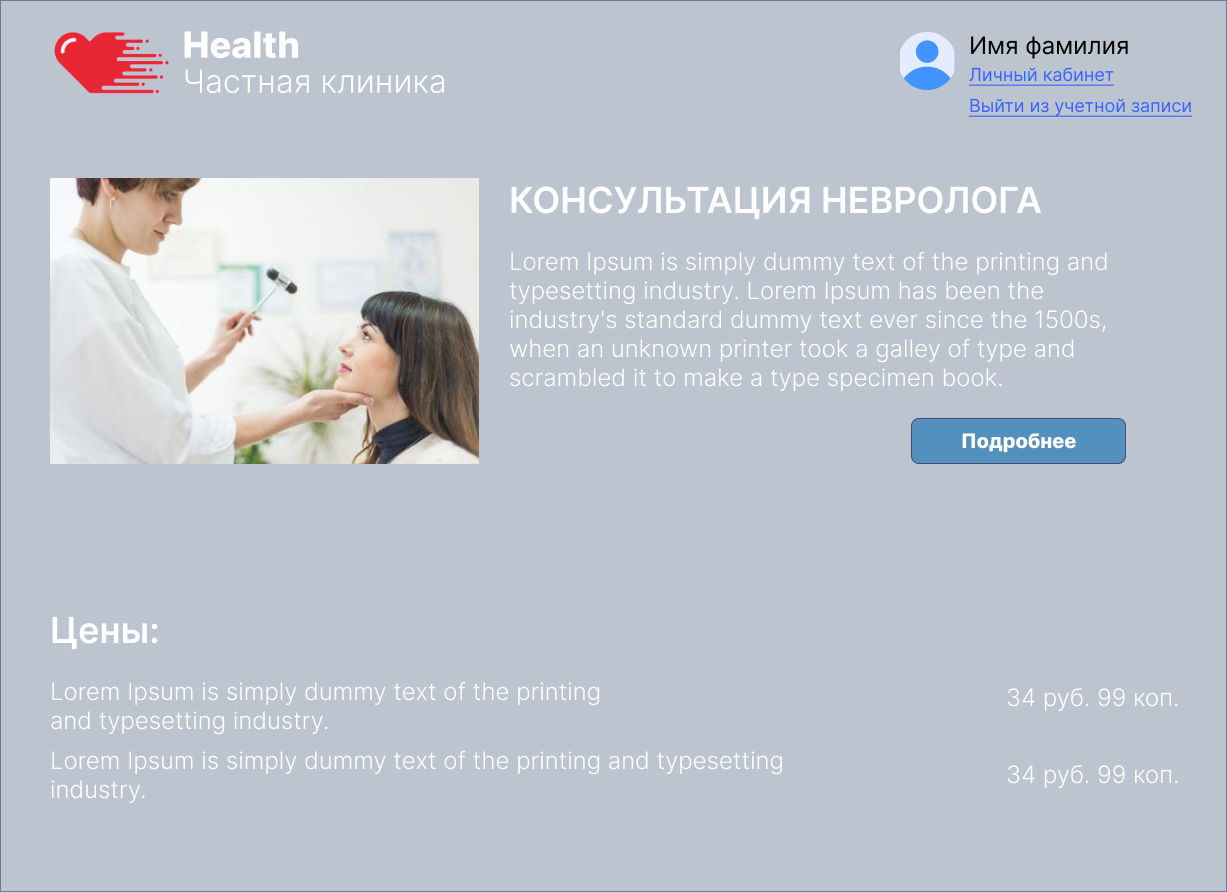 Health
Частная клиника
Имя фамилия
Личный кабинет
Выйти из учетной записи
КОНСУЛЬТАЦИЯ НЕВРОЛОГА
Lorem Ipsum is simply dummy text of the printing and
typesetting industry. Lorem Ipsum has been the
industry's standard dummy text ever since the 1500s,
when an unknown printer took a galley of type and
scrambled it to make a type specimen book.
Подробнее
Цены:
Lorem Ipsum is simply dummy text of the printing
and typesetting industry.
34 руб. 99 коп.
Lorem Ipsum is simply dummy text of the printing and typesetting
industry.
34 руб. 99 коп.